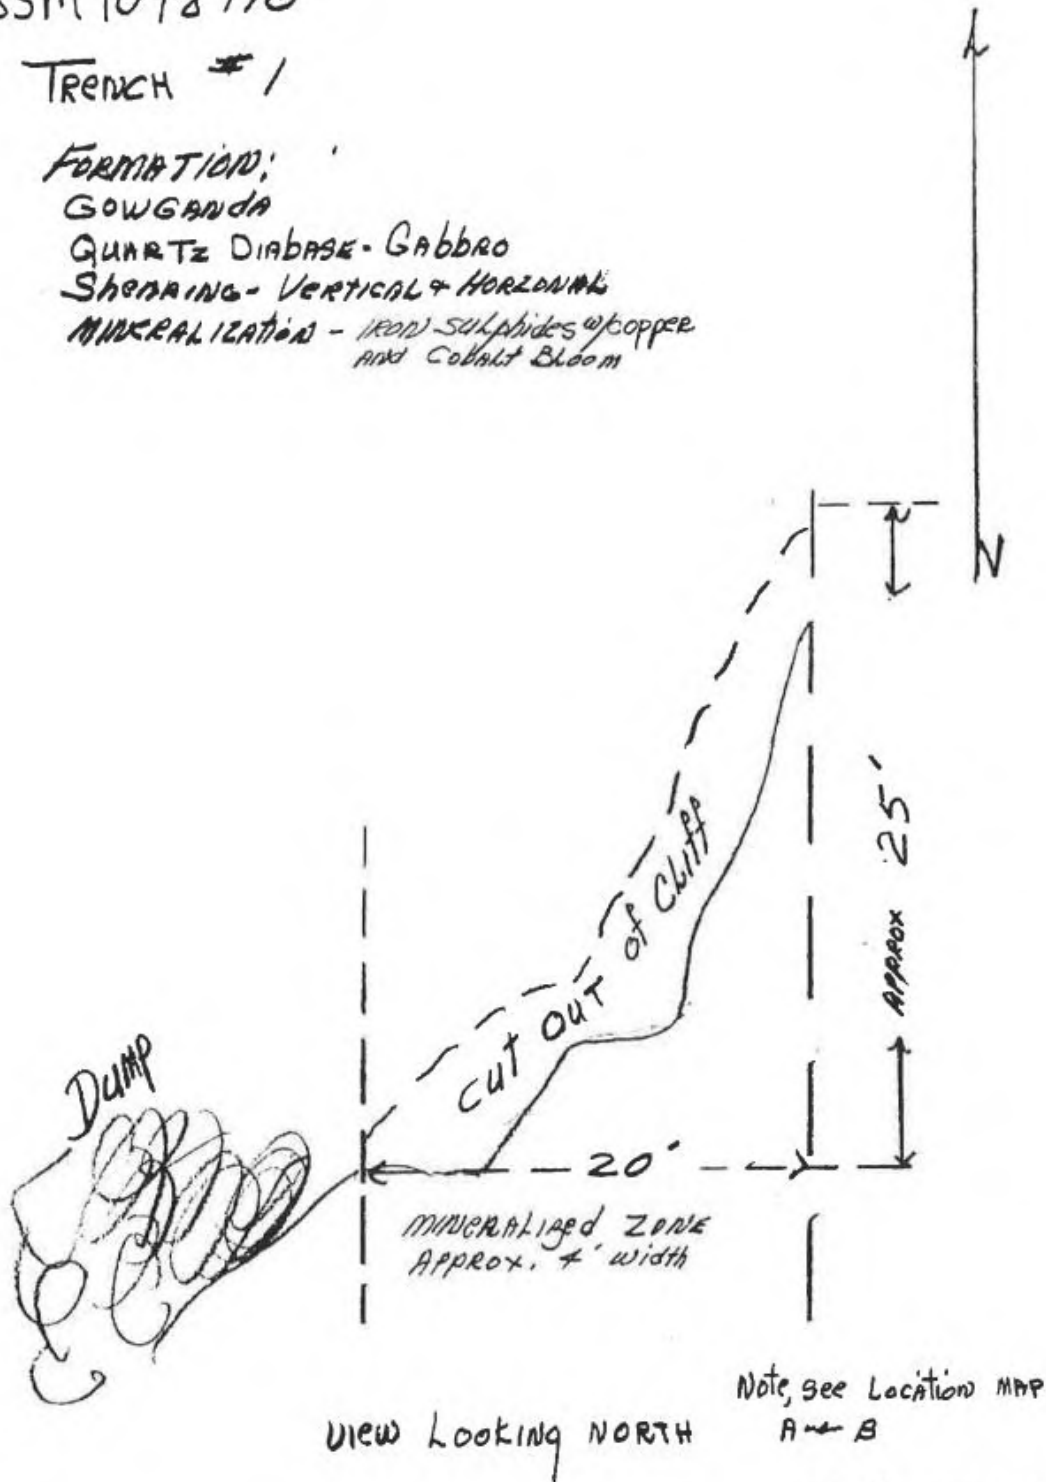 TRENCH # 1
FORMATION:
GOWGANDA
QUARTZ DIABASE - GABBRO
SHEARING - VERTICAL & HORZONAL
MINERALIZATION - IRON SULPHIDES w/COPPER
AND COBALT BLOOM
N
CUT OUT of CLIFF
APPROX 25'
DUMP
20'
MINERALIZED ZONE
APPROX. 4' width
Note, see Location MAP
VIEW LOOKING NORTH